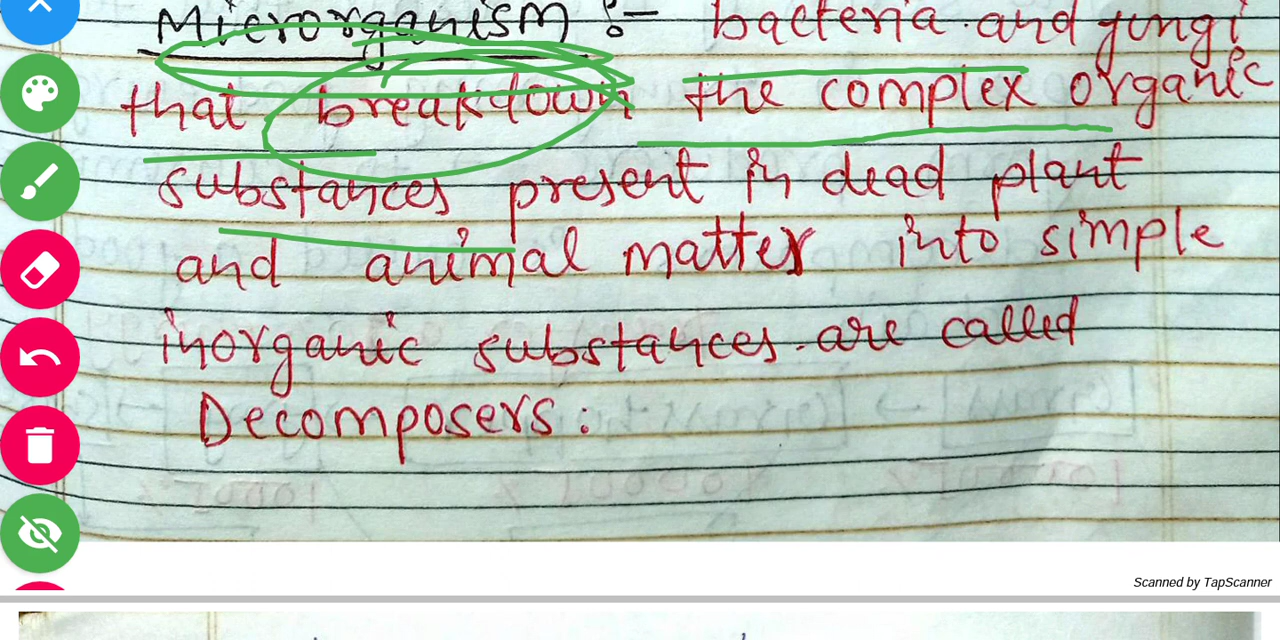 Microrganism :- bacteria and fungi
that breakdown the complex organic
substances present in dead plant
and animal matter into simple
inorganic substances are called
Decomposers :
Scanned by TapScanner